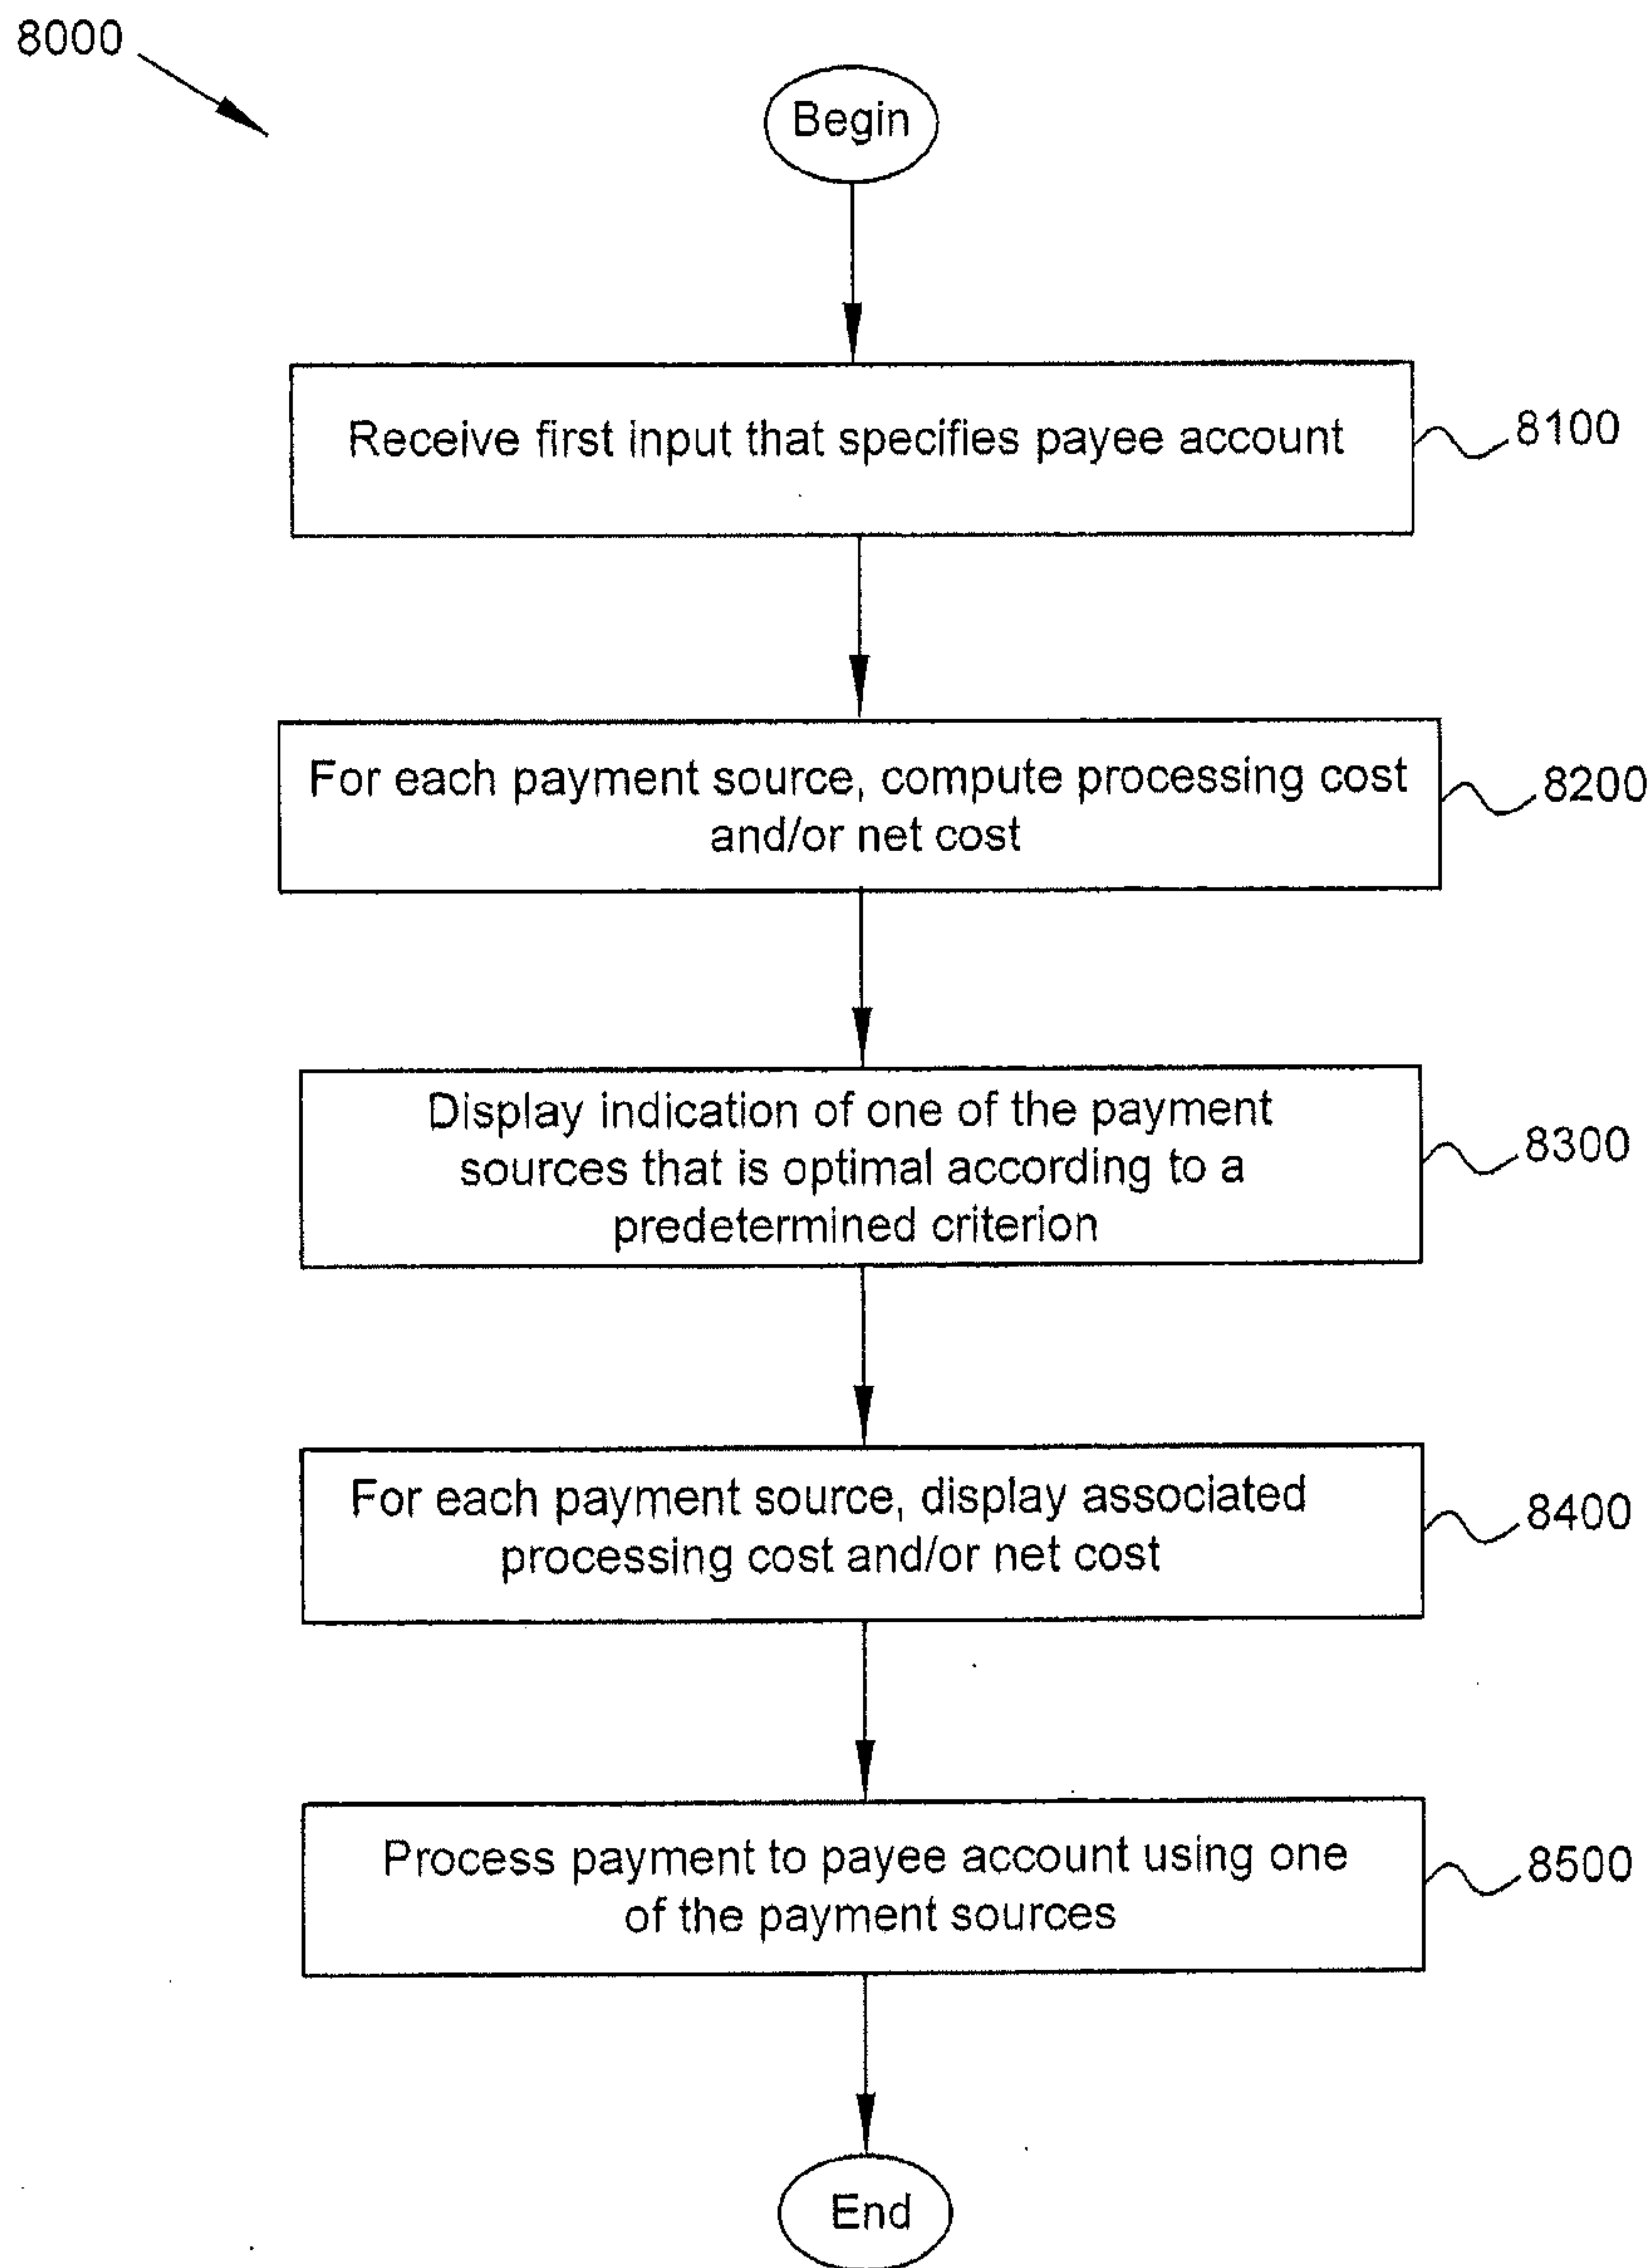 8000
Begin
Receive first input that specifies payee account
8100
For each payment source, compute processing cost
and/or net cost
8200
Display indication of one of the payment
sources that is optimal according to a
predetermined criterion
8300
For each payment source, display associated
processing cost and/or net cost
8400
Process payment to payee account using one
of the payment sources
8500
End